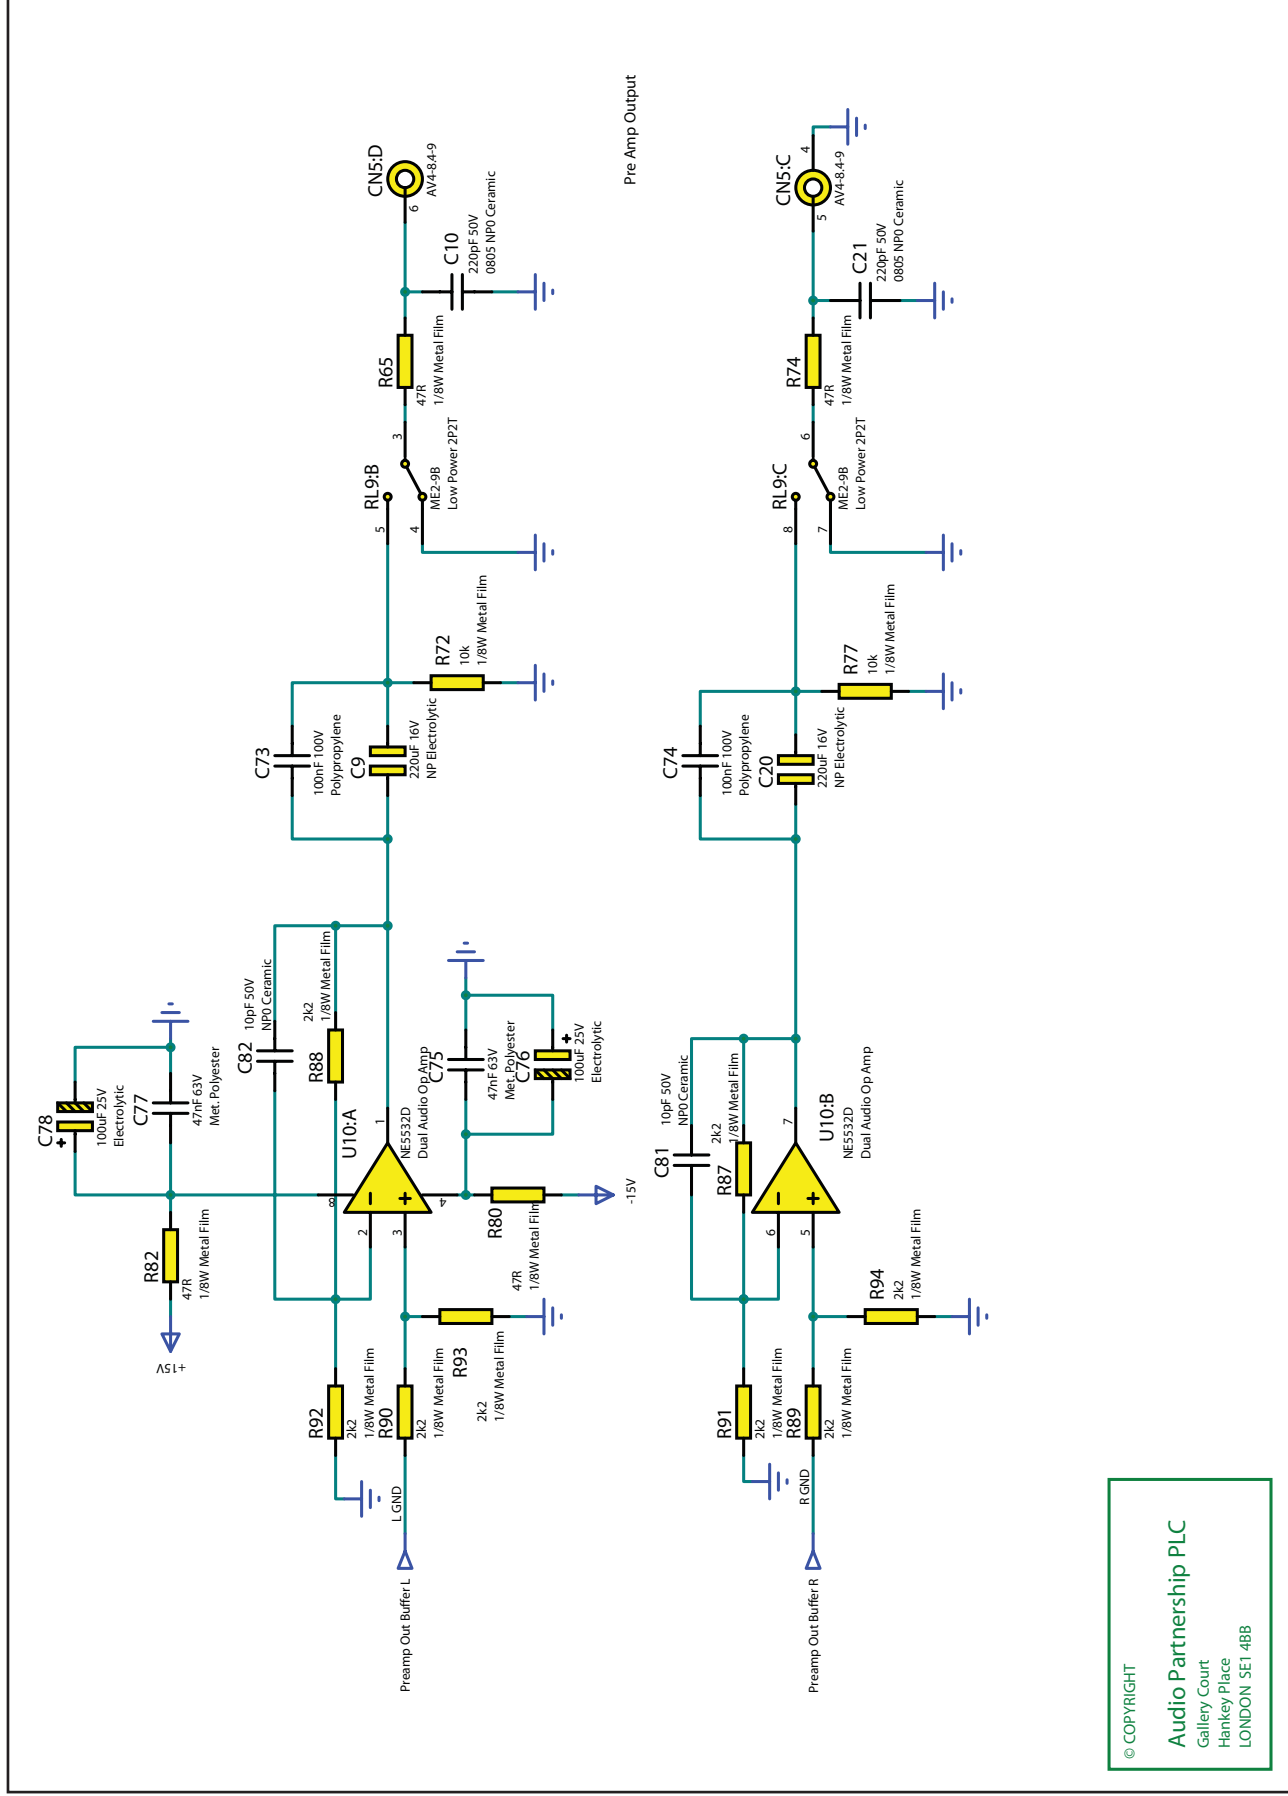 Pre Amp Output
C78
100uF 25V
Electrolytic
C77
47nF 63V
Met. Polyester
R82
47R
1/8W Metal Film
+15V
C82
10pF 50V
NP0 Ceramic
R88
2k2
1/8W Metal Film
U10:A
NE5532D
Dual Audio Op Amp
8
1
2
3
4
C75
47nF 63V
Met. Polyester
C76
100uF 25V
Electrolytic
R80
47R
1/8W Metal Film
-15V
R92
2k2
1/8W Metal Film
R90
2k2
1/8W Metal Film
R93
2k2
1/8W Metal Film
L GND
Preamp Out Buffer L
C73
100nF 100V
Polypropylene
C9
220uF 16V
NP Electrolytic
R72
10k
1/8W Metal Film
RL9:B
5
4
3
ME2-9B
Low Power 2P2T
R65
47R
1/8W Metal Film
C10
220pF 50V
0805 NP0 Ceramic
CN5:D
AV4-8.4-9
6
C81
10pF 50V
NP0 Ceramic
R87
2k2
1/8W Metal Film
U10:B
NE5532D
Dual Audio Op Amp
7
6
5
R91
2k2
1/8W Metal Film
R89
2k2
1/8W Metal Film
R94
2k2
1/8W Metal Film
R GND
Preamp Out Buffer R
C74
100nF 100V
Polypropylene
C20
220uF 16V
NP Electrolytic
R77
10k
1/8W Metal Film
RL9:C
8
7
6
ME2-9B
Low Power 2P2T
R74
47R
1/8W Metal Film
C21
220pF 50V
0805 NP0 Ceramic
CN5:C
AV4-8.4-9
5
4
© COPYRIGHT
Audio Partnership PLC
Gallery Court
Hankey Place
LONDON SE1 4BB